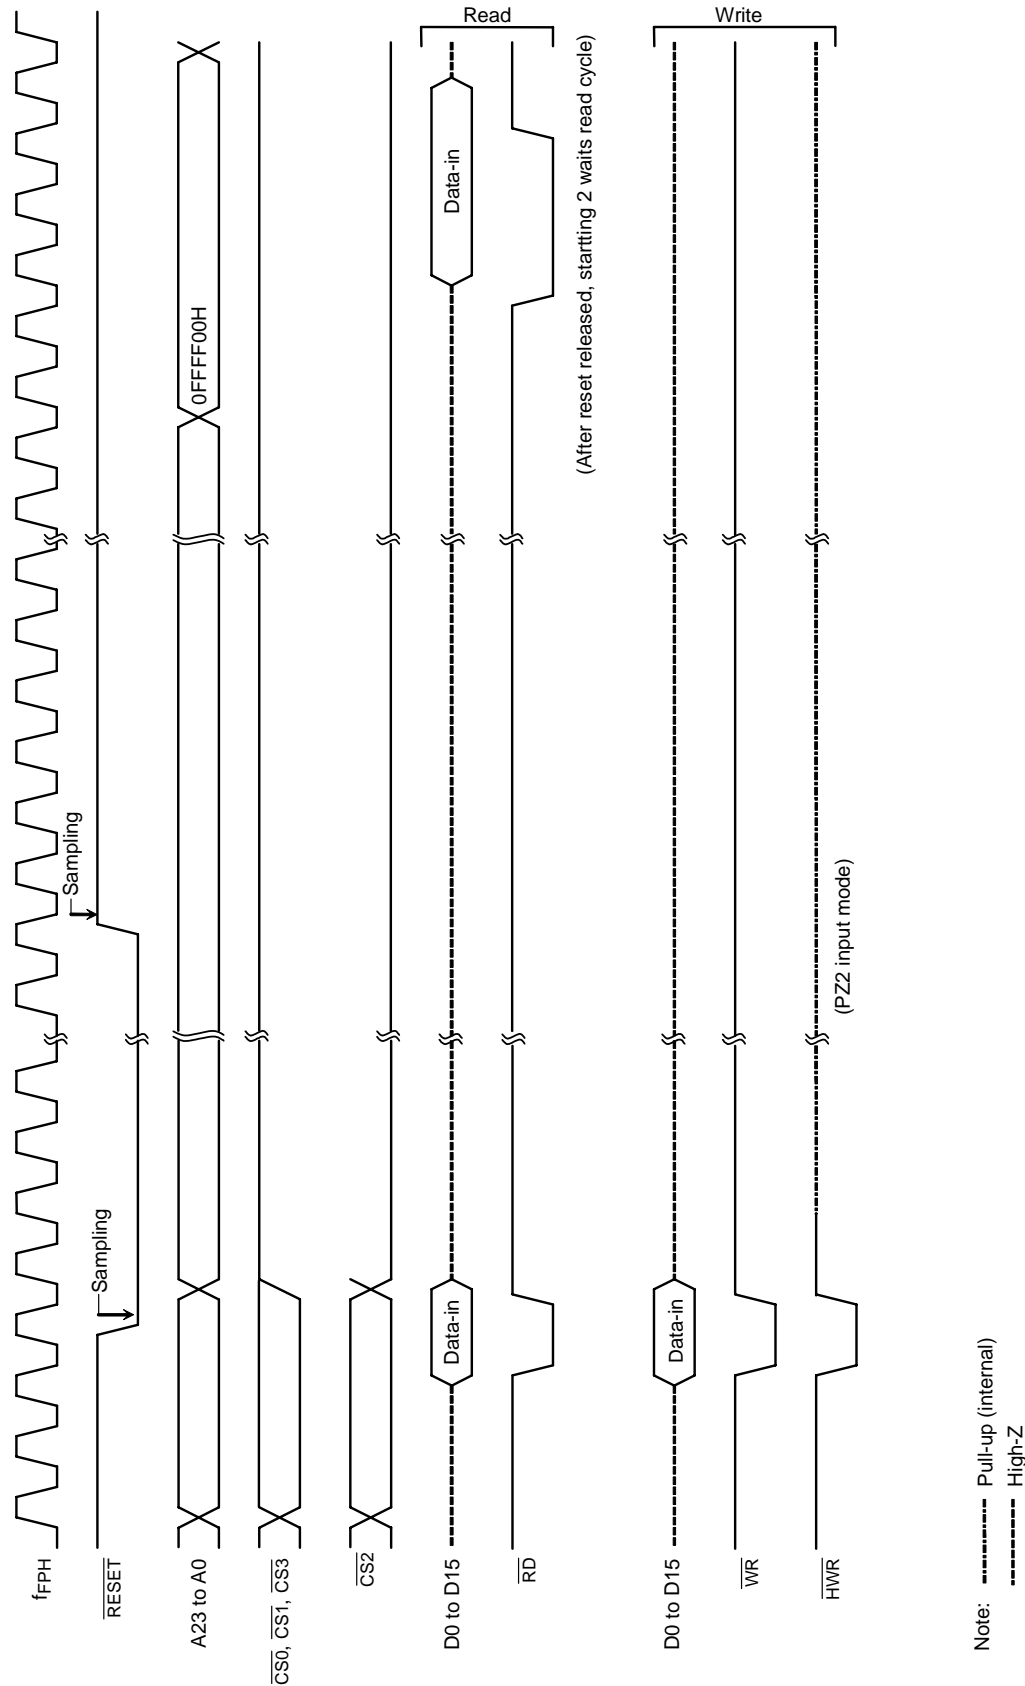 fFPH
RESET
Sampling
Sampling
A23 to A0
0FFFF00H
CS0, CS1, CS3
CS2
Read
D0 to D15
Data-in
Data-in
RD
(After reset released, startting 2 waits read cycle)
Write
D0 to D15
Data-in
WR
HWR
(PZ2 input mode)
Note:
Pull-up (internal)
High-Z